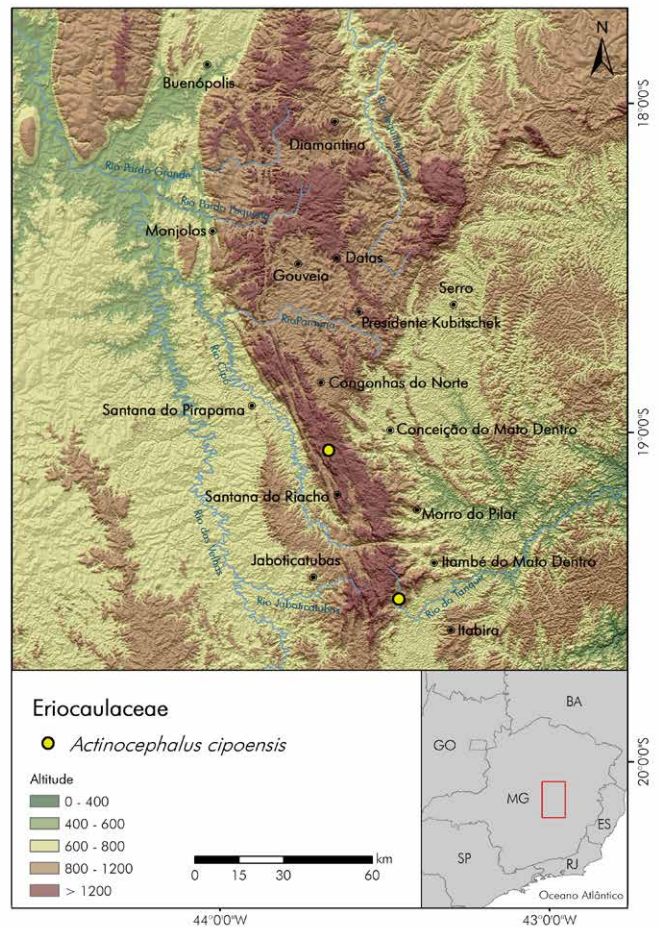 N
18°0'0"S
Buenópolis
Diamantina
Rio Jequitinhonha
Rio Pardo Grande
Rio Pardo Pequeno
Monjolos
Datas
Gouveia
Serro
Rio Paraúna
Presidente Kubitschek
Rio Cipó
Congonhas do Norte
Santana do Pirapama
Conceição do Mato Dentro
19°0'0"S
Santana do Riacho
Morro do Pilar
Rio das Velhas
Jaboticatubas
Itambé do Mato Dentro
Rio Jaboticatubas
Rio do Tanque
Itabira
Eriocaulaceae
Actinocephalus cipoensis
Altitude
0 - 400
400 - 600
600 - 800
800 - 1200
> 1200
km
0 15 30 60
BA
GO
MG
ES
SP
RJ
Oceano Atlântico
20°0'0"S
44°0'0"W
43°0'0"W